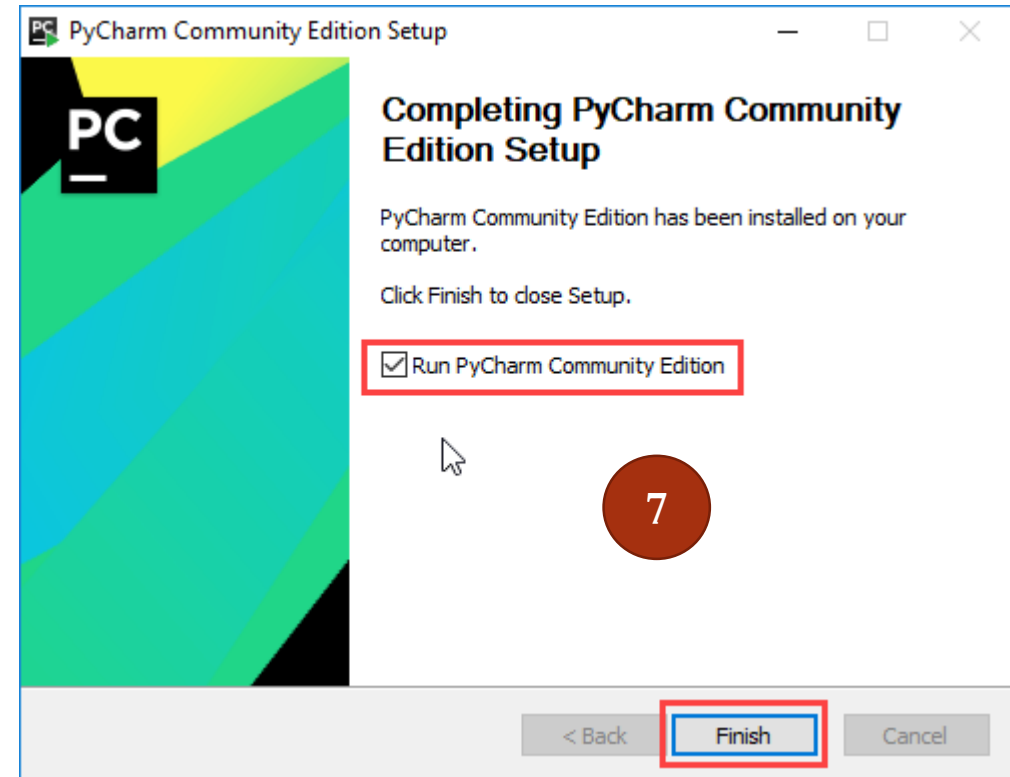 PyCharm Community Edition Setup
PC
PC
Completing PyCharm Community
Edition Setup
PyCharm Community Edition has been installed on your
computer.
Click Finish to close Setup.
Run PyCharm Community Edition
7
< Back
Finish
Cancel